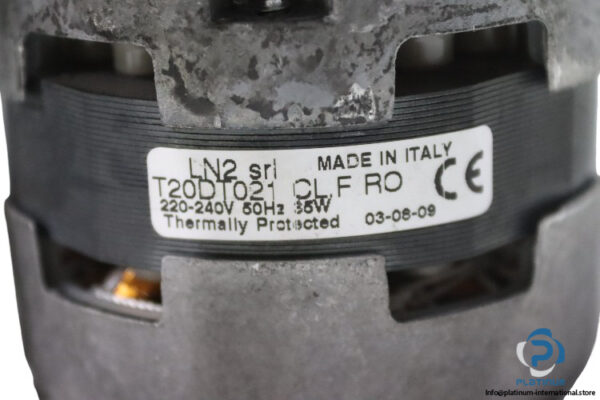 LN2 srl MADE IN ITALY
T20DT021 CL.F RO CE
220-240V 50Hz 35W
Thermally Protected 03-08-09
PLATINUM
Info@platinum-international.store